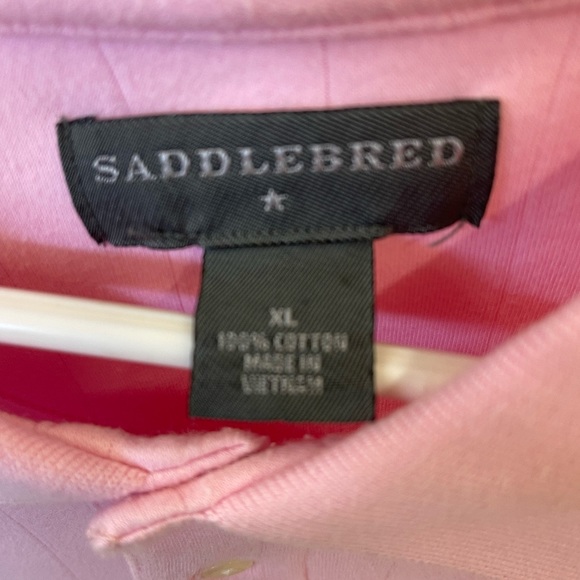 SADDLEBRED
XL
100% COTTON
MADE IN
VIETNAM